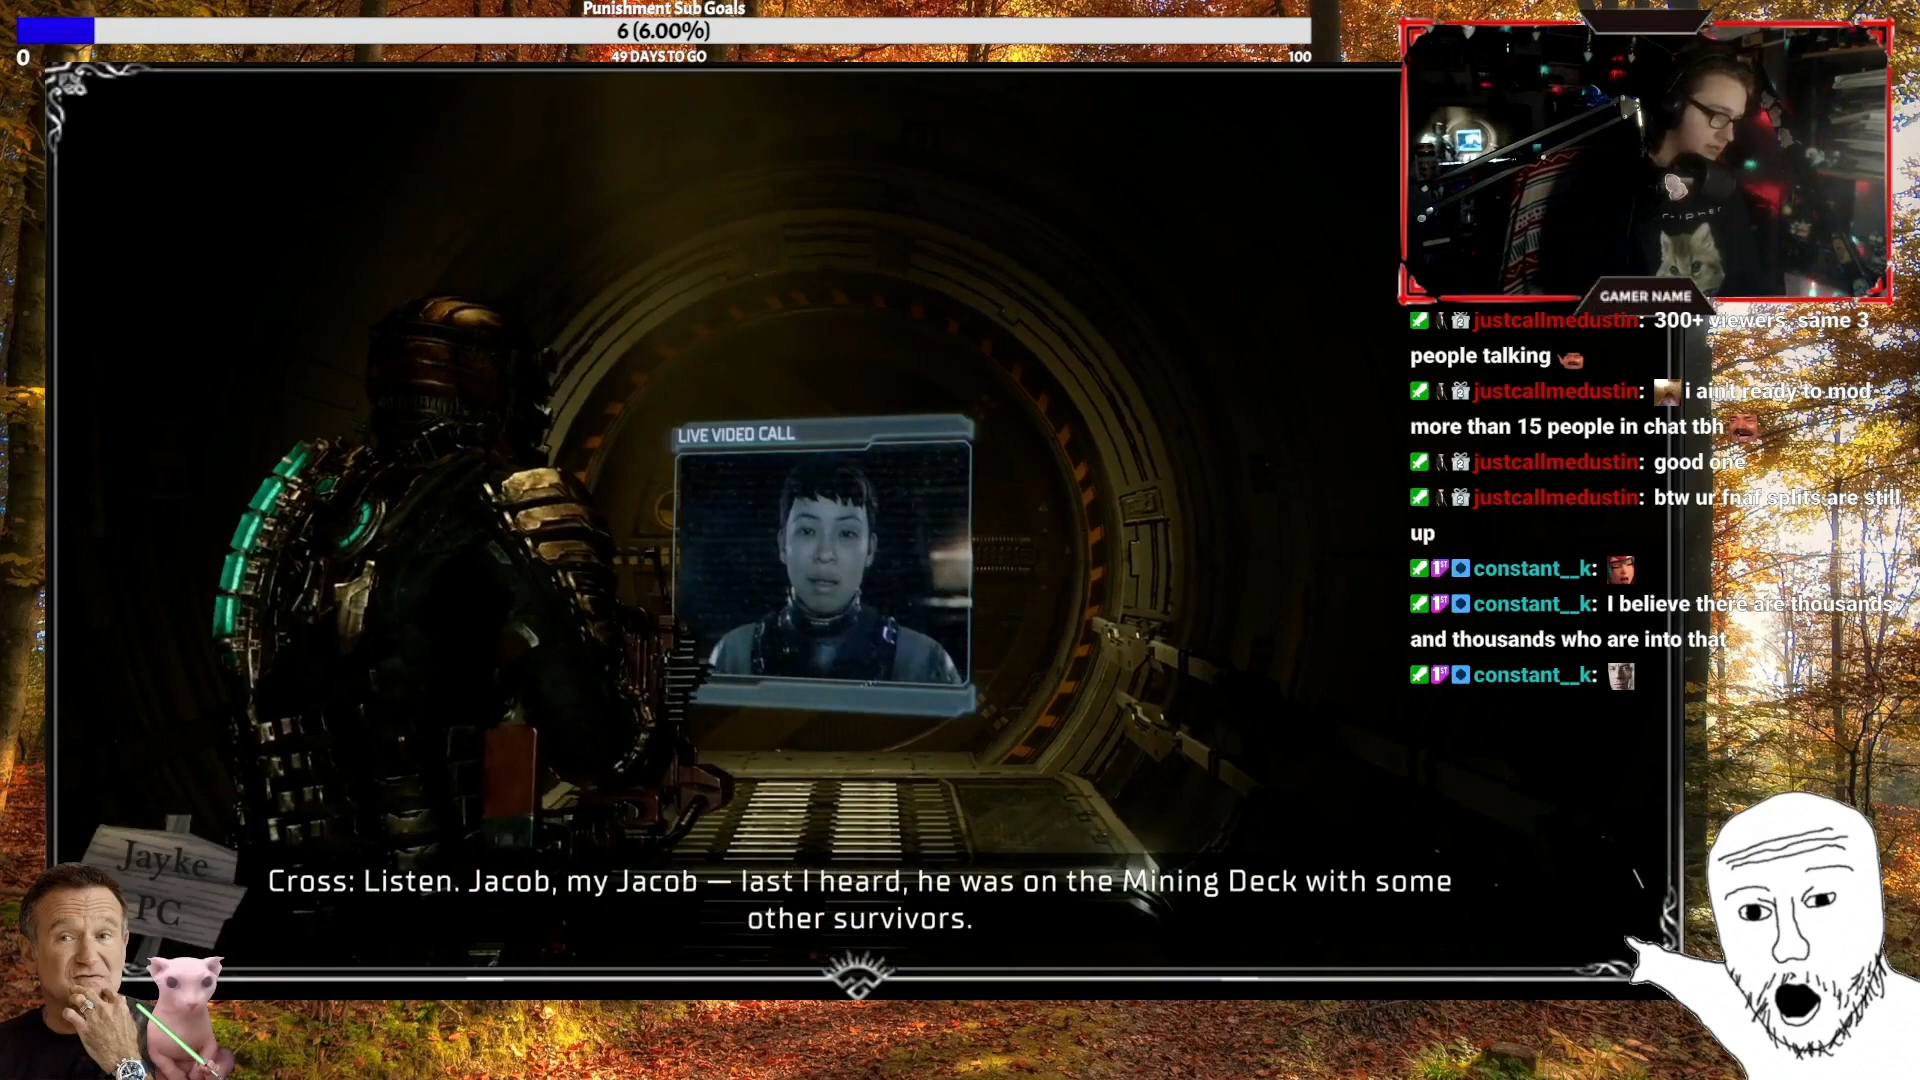 Punishment Sub Goals
6 (6.00%)
0
49 DAYS TO GO
100
GAMER NAME
justcallmedustin: 300+ viewers, same 3
people talking
justcallmedustin: i ain't ready to mod
more than 15 people in chat tbh
justcallmedustin: good one
justcallmedustin: btw ur fnaf splits are still
up
constant__k:
constant__k: I believe there are thousands
and thousands who are into that
constant__k:
LIVE VIDEO CALL
Jayke
PC
Cross: Listen. Jacob, my Jacob — last I heard, he was on the Mining Deck with some
other survivors.